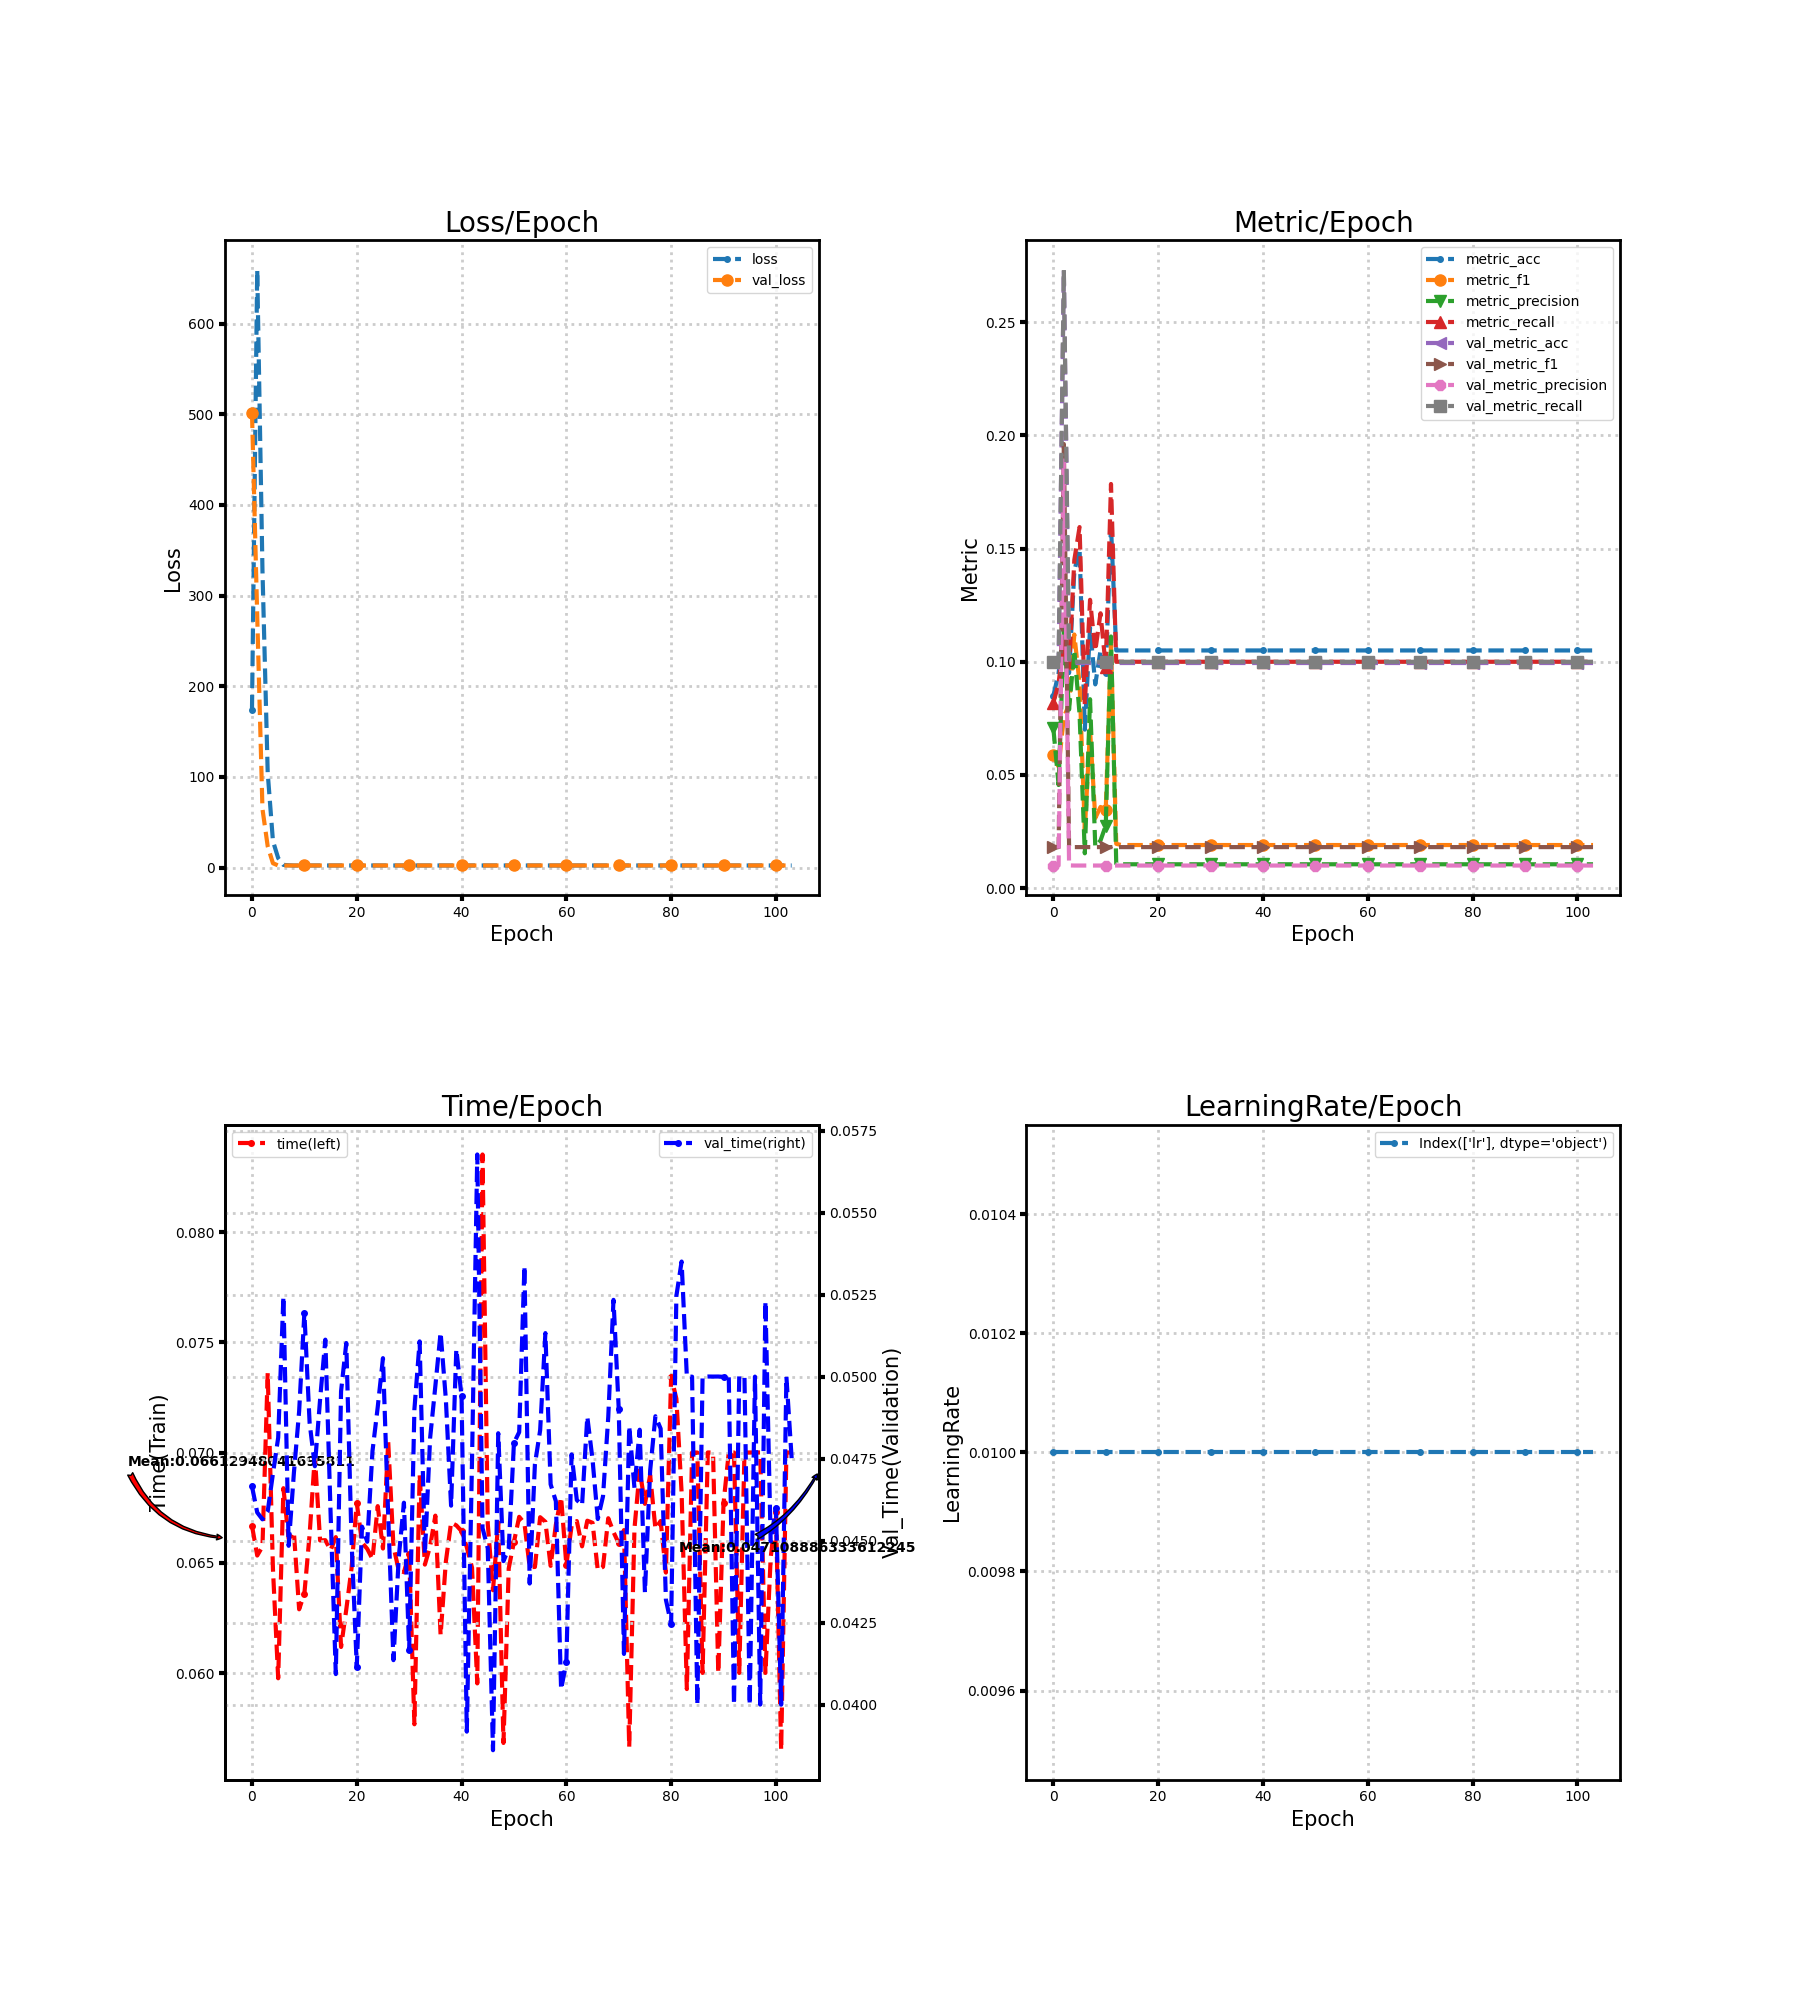 Loss/Epoch
loss
val_loss
600
500
400
300
200
100
0
Loss
0 20 40 60 80 100
Epoch
Metric/Epoch
metric_acc
metric_f1
metric_precision
metric_recall
val_metric_acc
val_metric_f1
val_metric_precision
val_metric_recall
0.25
0.20
0.15
0.10
0.05
0.00
Metric
0 20 40 60 80 100
Epoch
Time/Epoch
time(left)
val_time(right)
0.080
0.075
0.070
0.065
0.060
Time(Train)
0.0575
0.0550
0.0525
0.0500
0.0475
0.0450
0.0425
0.0400
Val_Time(Validation)
0 20 40 60 80 100
Epoch
LearningRate/Epoch
Index(['lr'], dtype='object')
0.0104
0.0102
0.0100
0.0098
0.0096
LearningRate
0 20 40 60 80 100
Epoch